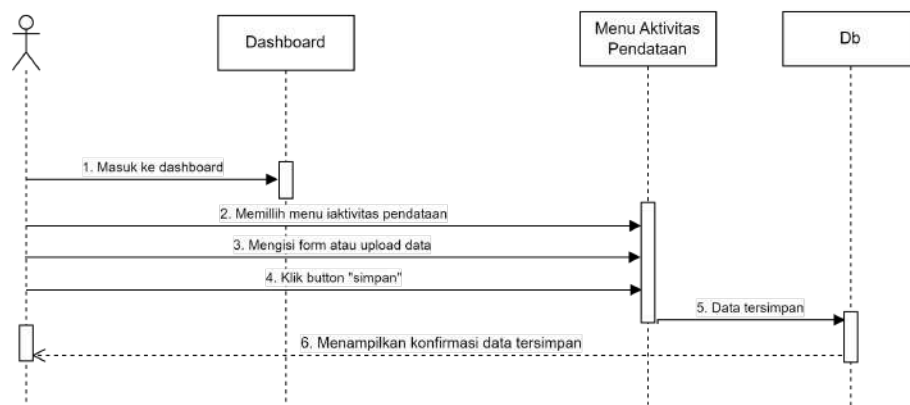 Dashboard
Menu Aktivitas
Pendataan
Db
1. Masuk ke dashboard
2. Memillih menu iaktivitas pendataan
3. Mengisi form atau upload data
4. Klik button "simpan"
5. Data tersimpan
6. Menampilkan konfirmasi data tersimpan